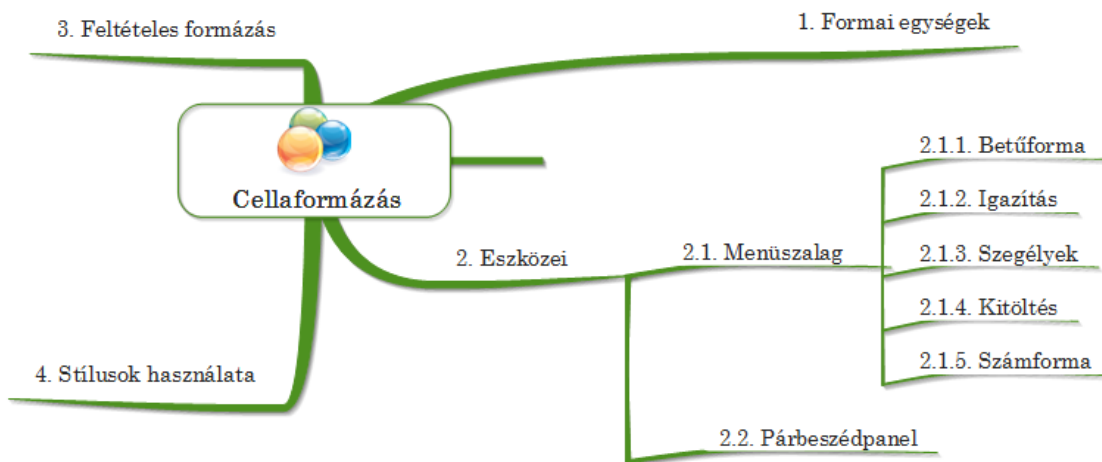 3. Feltételes formázás
1. Formai egységek
Cellaformázás
2.1.1. Betűforma
2.1.2. Igazítás
2. Eszközei
2.1. Menüszalag
2.1.3. Szegélyek
2.1.4. Kitöltés
2.1.5. Számforma
4. Stílusok használata
2.2. Párbeszédpanel